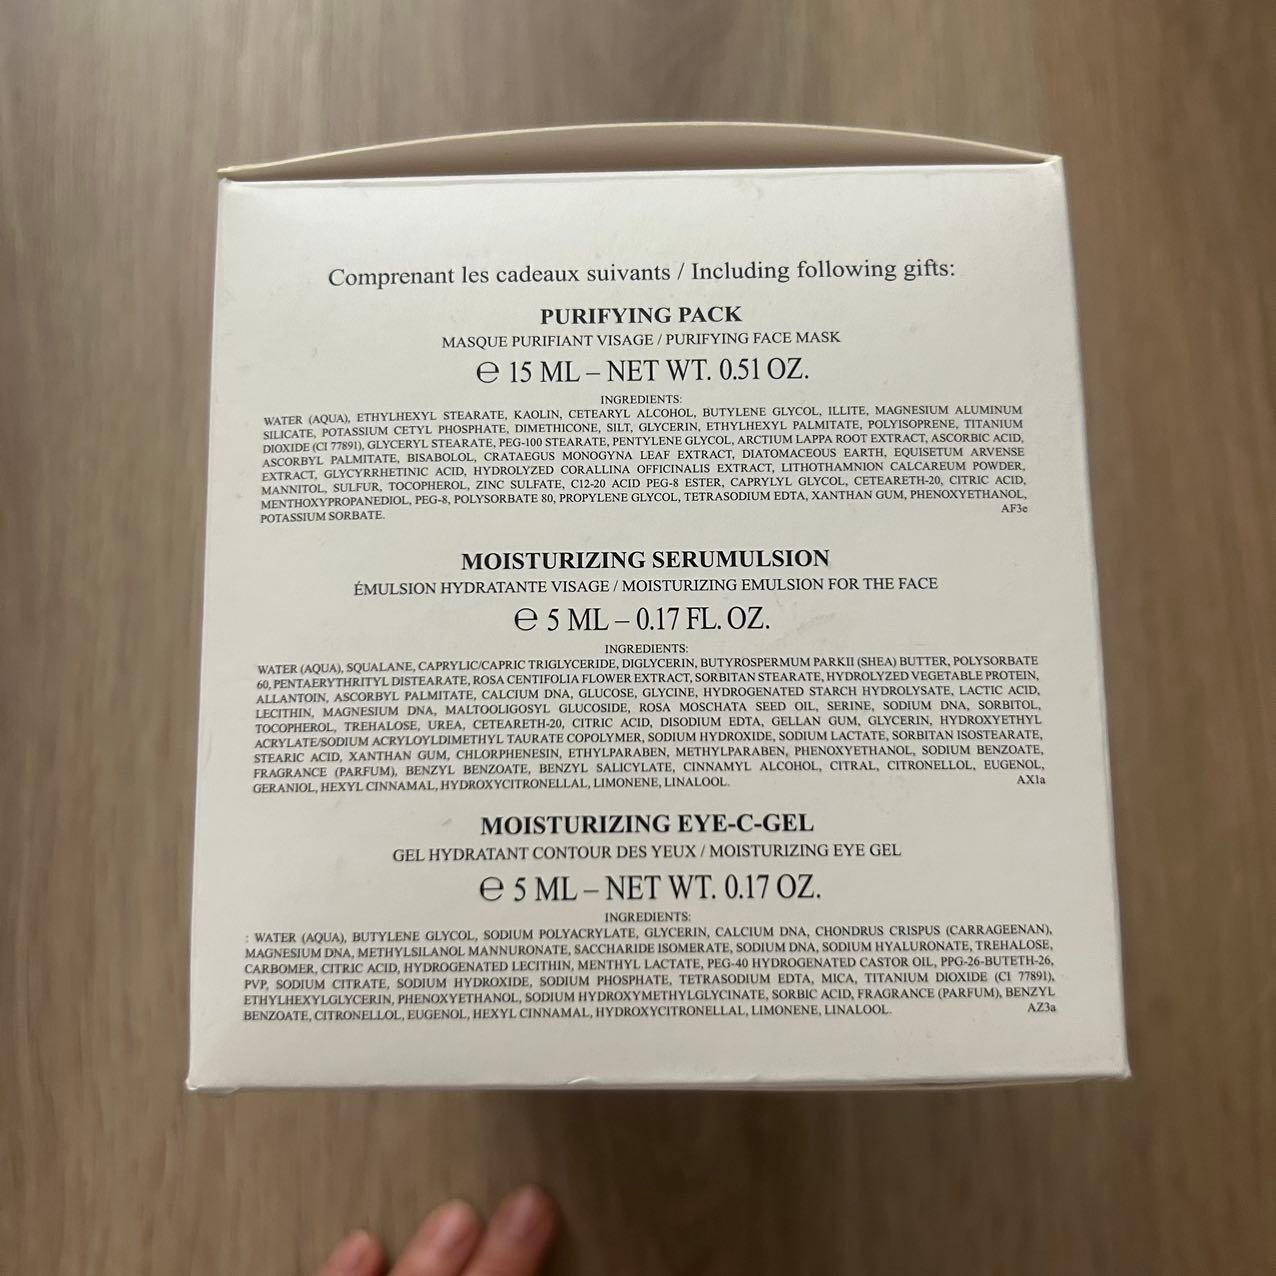 Comprenant les cadeaux suivants / Including following gifts:
PURIFYING PACK
MASQUE PURIFIANT VISAGE / PURIFYING FACE MASK
℮ 15 ML – NET WT. 0.51 OZ.
INGREDIENTS:
WATER (AQUA), ETHYLHEXYL STEARATE, KAOLIN, CETEARYL ALCOHOL, BUTYLENE GLYCOL, ILLITE, MAGNESIUM ALUMINUM
SILICATE, POTASSIUM CETYL PHOSPHATE, DIMETHICONE, SILT, GLYCERIN, ETHYLHEXYL PALMITATE, POLYISOPRENE, TITANIUM
DIOXIDE (CI 77891), GLYCERYL STEARATE, PEG-100 STEARATE, PENTYLENE GLYCOL, ARCTIUM LAPPA ROOT EXTRACT, ASCORBIC ACID,
ASCORBYL PALMITATE, BISABOLOL, CRATAEGUS MONOGYNA LEAF EXTRACT, DIATOMACEOUS EARTH, EQUISETUM ARVENSE
EXTRACT, GLYCYRRHETINIC ACID, HYDROLYZED CORALLINA OFFICINALIS EXTRACT, LITHOTHAMNION CALCAREUM POWDER,
MANNITOL, SULFUR, TOCOPHEROL, ZINC SULFATE, C12-20 ACID PEG-8 ESTER, CAPRYLYL GLYCOL, CETEARETH-20, CITRIC ACID,
MENTHOXYPROPANEDIOL, PEG-8, POLYSORBATE 80, PROPYLENE GLYCOL, TETRASODIUM EDTA, XANTHAN GUM, PHENOXYETHANOL,
POTASSIUM SORBATE. AF3e
MOISTURIZING SERUMULSION
ÉMULSION HYDRATANTE VISAGE / MOISTURIZING EMULSION FOR THE FACE
℮ 5 ML – 0.17 FL. OZ.
INGREDIENTS:
WATER (AQUA), SQUALANE, CAPRYLIC/CAPRIC TRIGLYCERIDE, DIGLYCERIN, BUTYROSPERMUM PARKII (SHEA) BUTTER, POLYSORBATE
60, PENTAERYTHRITYL DISTEARATE, ROSA CENTIFOLIA FLOWER EXTRACT, SORBITAN STEARATE, HYDROLYZED VEGETABLE PROTEIN,
ALLANTOIN, ASCORBYL PALMITATE, CALCIUM DNA, GLUCOSE, GLYCINE, HYDROGENATED STARCH HYDROLYSATE, LACTIC ACID,
LECITHIN, MAGNESIUM DNA, MALTOOLIGOSYL GLUCOSIDE, ROSA MOSCHATA SEED OIL, SERINE, SODIUM DNA, SORBITOL,
TOCOPHEROL, TREHALOSE, UREA, CETEARETH-20, CITRIC ACID, DISODIUM EDTA, GELLAN GUM, GLYCERIN, HYDROXYETHYL
ACRYLATE/SODIUM ACRYLOYLDIMETHYL TAURATE COPOLYMER, SODIUM HYDROXIDE, SODIUM LACTATE, SORBITAN ISOSTEARATE,
STEARIC ACID, XANTHAN GUM, CHLORPHENESIN, ETHYLPARABEN, METHYLPARABEN, PHENOXYETHANOL, SODIUM BENZOATE,
FRAGRANCE (PARFUM), BENZYL BENZOATE, BENZYL SALICYLATE, CINNAMYL ALCOHOL, CITRAL, CITRONELLOL, EUGENOL,
GERANIOL, HEXYL CINNAMAL, HYDROXYCITRONELLAL, LIMONENE, LINALOOL. AX1a
MOISTURIZING EYE-C-GEL
GEL HYDRATANT CONTOUR DES YEUX / MOISTURIZING EYE GEL
℮ 5 ML – NET WT. 0.17 OZ.
INGREDIENTS:
: WATER (AQUA), BUTYLENE GLYCOL, SODIUM POLYACRYLATE, GLYCERIN, CALCIUM DNA, CHONDRUS CRISPUS (CARRAGEENAN),
MAGNESIUM DNA, METHYLSILANOL MANNURONATE, SACCHARIDE ISOMERATE, SODIUM DNA, SODIUM HYALURONATE, TREHALOSE,
CARBOMER, CITRIC ACID, HYDROGENATED LECITHIN, MENTHYL LACTATE, PEG-40 HYDROGENATED CASTOR OIL, PPG-26-BUTETH-26,
PVP, SODIUM CITRATE, SODIUM HYDROXIDE, SODIUM PHOSPHATE, TETRASODIUM EDTA, MICA, TITANIUM DIOXIDE (CI 77891),
ETHYLHEXYLGLYCERIN, PHENOXYETHANOL, SODIUM HYDROXYMETHYLGLYCINATE, SORBIC ACID, FRAGRANCE (PARFUM), BENZYL
BENZOATE, CITRONELLOL, EUGENOL, HEXYL CINNAMAL, HYDROXYCITRONELLAL, LIMONENE, LINALOOL. AZ3a